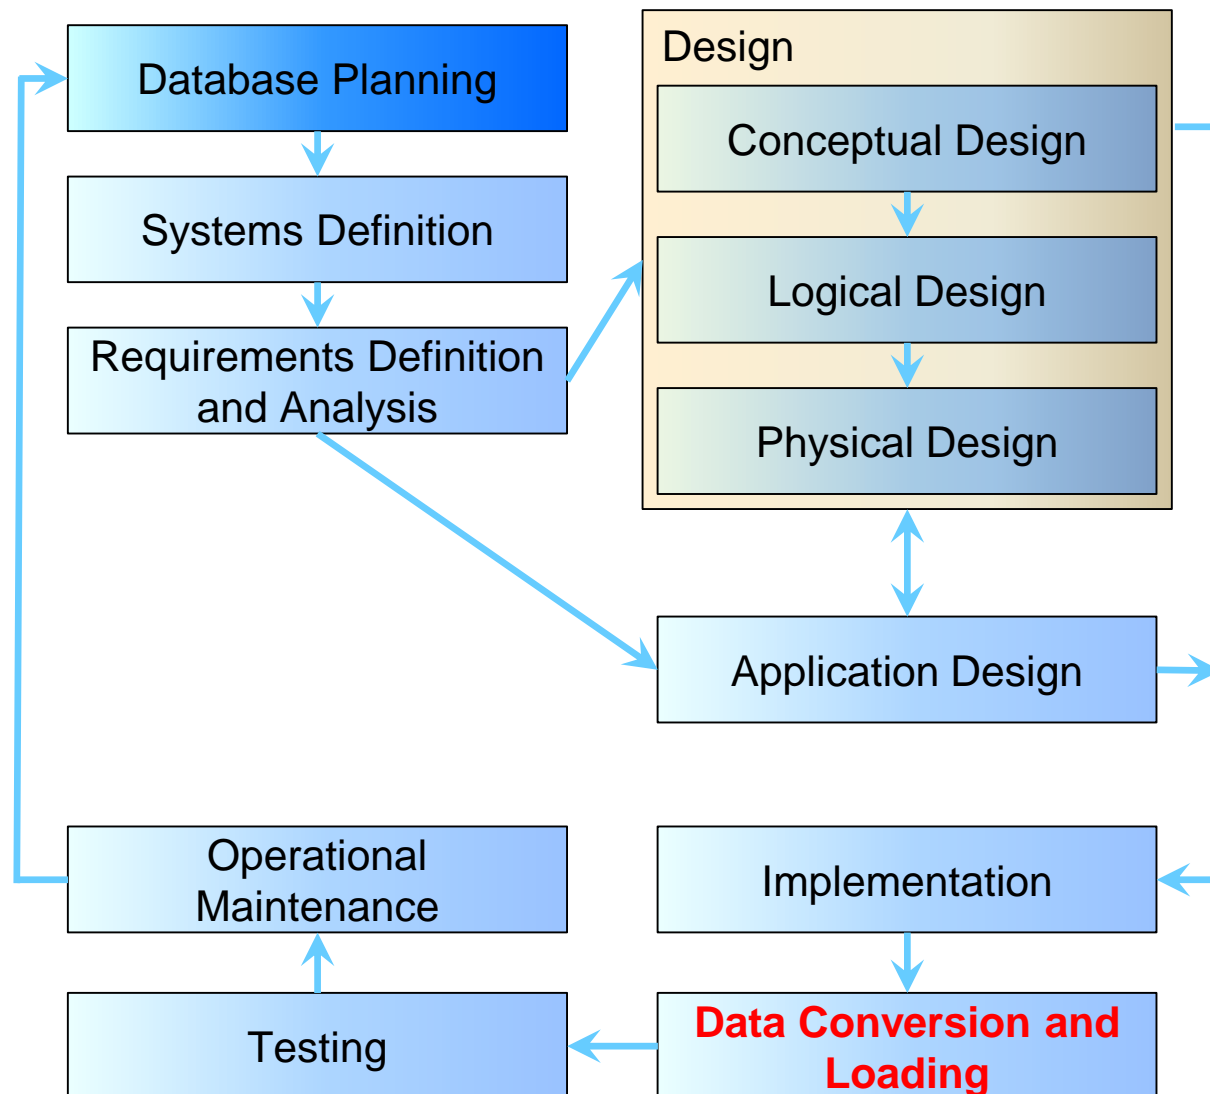 Database Planning
Systems Definition
Requirements Definition
and Analysis
Design
Conceptual Design
Logical Design
Physical Design
Application Design
Operational
Maintenance
Implementation
Testing
Data Conversion and
Loading